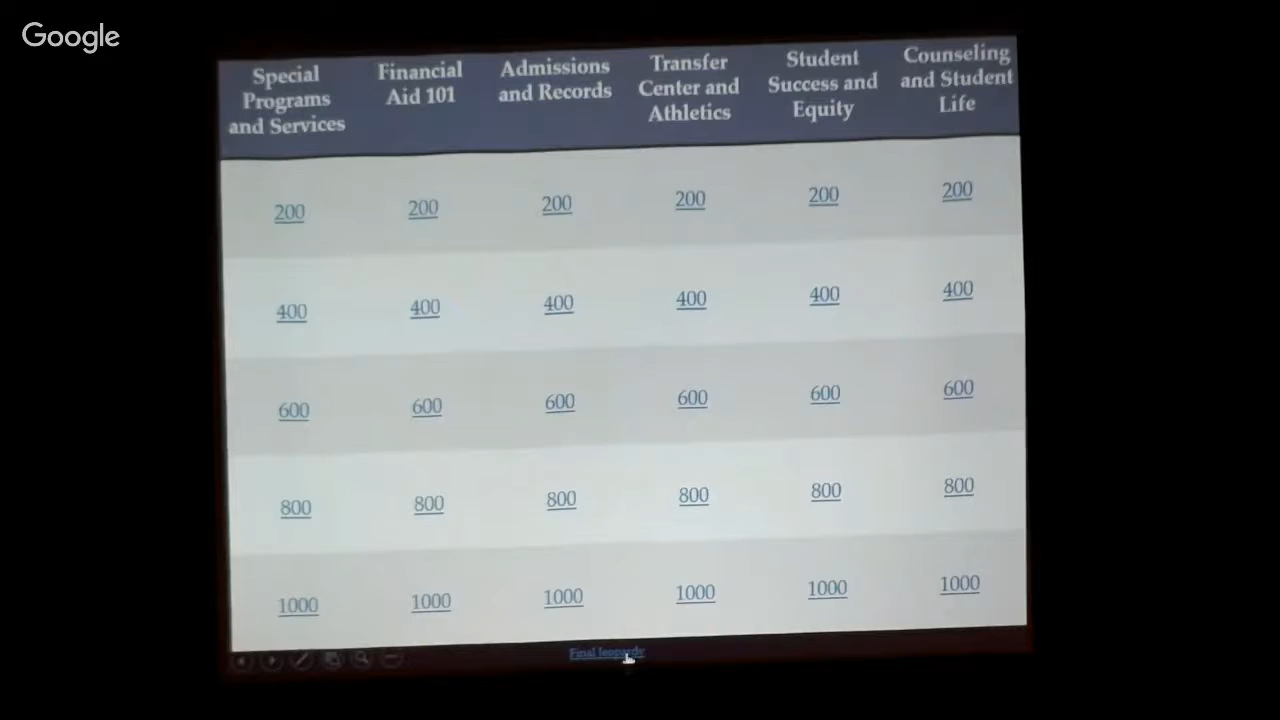 Google
Special
Programs
and Services
Financial
Aid 101
Admissions
and Records
Transfer
Center and
Athletics
Student
Success and
Equity
Counseling
and Student
Life
200 200 200 200 200 200
400 400 400 400 400 400
600 600 600 600 600 600
800 800 800 800 800 800
1000 1000 1000 1000 1000 1000
Final Jeopardy